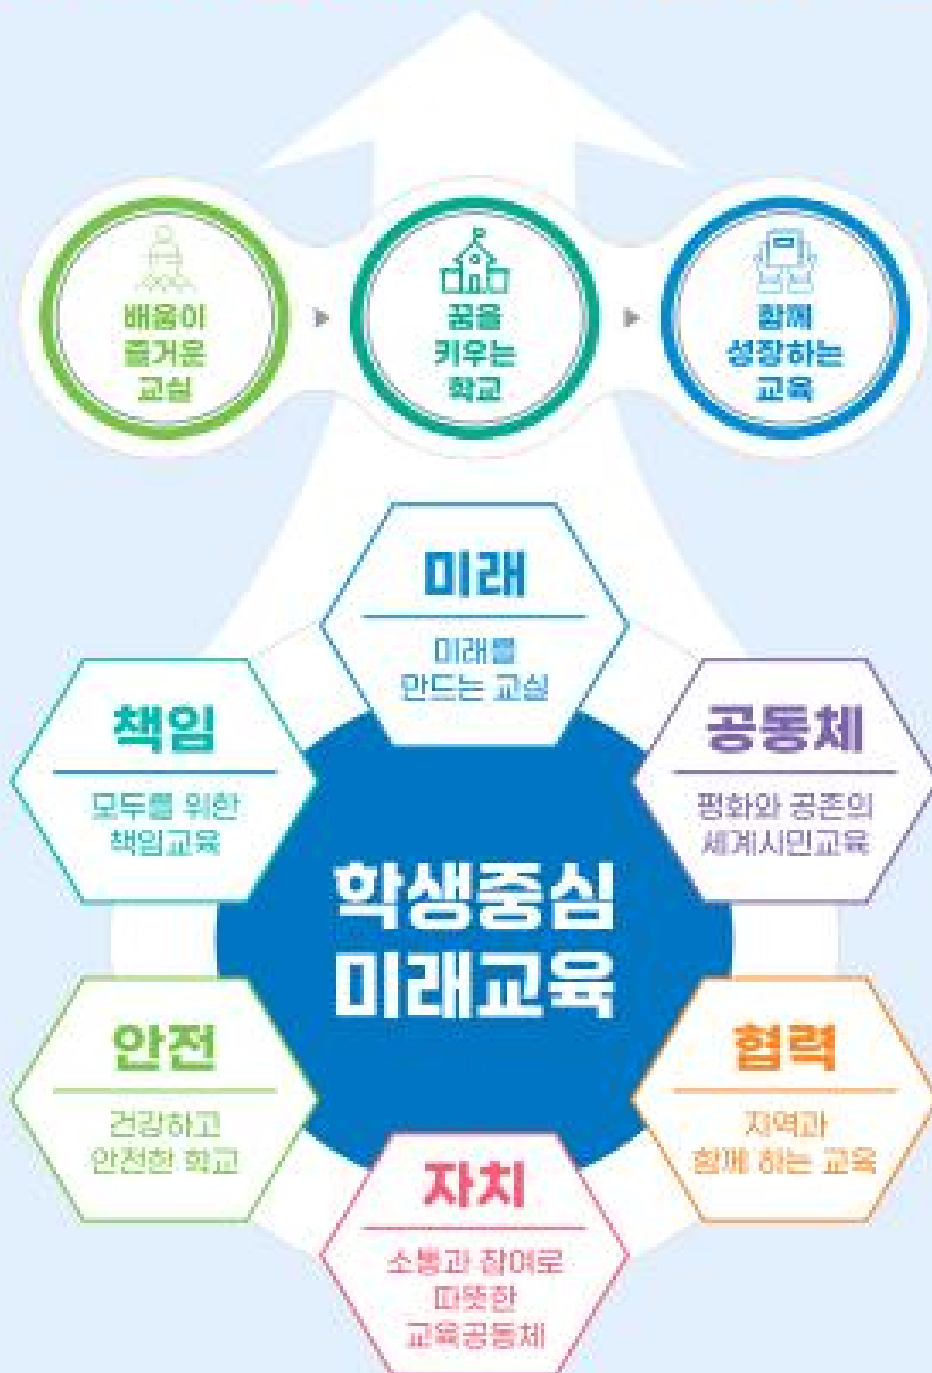 배움이
즐거운
교실
꿈을
키우는
학교
함께
성장하는
교육
미래
미래를
만드는 교실
책임
모두를 위한
책임교육
공동체
평화와 공존의
세계시민교육
학생중심
미래교육
안전
건강하고
안전한 학교
협력
지역과
함께 하는 교육
자치
소통과 참여로
따뜻한
교육공동체